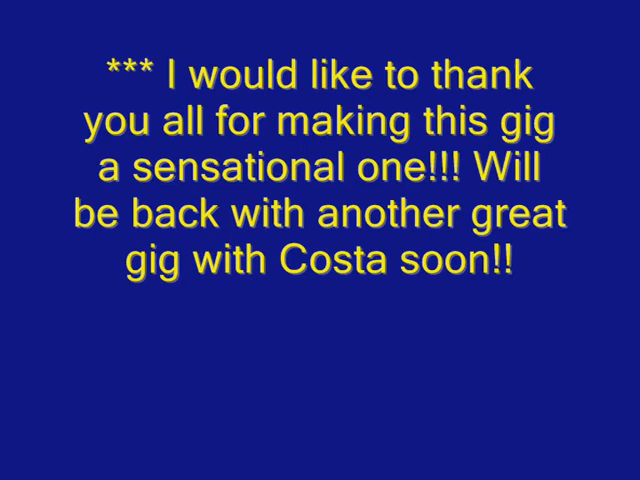 *** I would like to thank
you all for making this gig
a sensational one!!! Will
be back with another great
gig with Costa soon!!